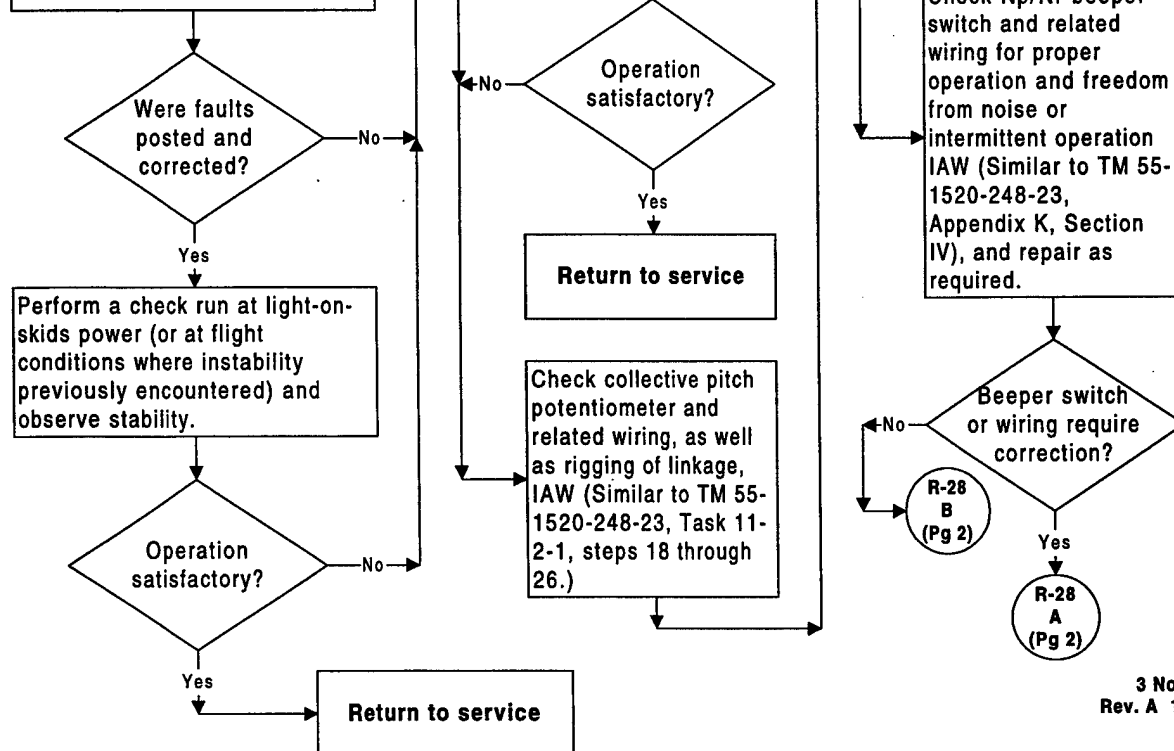 Were faults
posted and
corrected?
No
Yes
Perform a check run at light-on-
skids power (or at flight
conditions where instability
previously encountered) and
observe stability.
Operation
satisfactory?
No
Yes
Return to service
Operation
satisfactory?
No
Yes
Return to service
Check collective pitch
potentiometer and
related wiring, as well
as rigging of linkage,
IAW (Similar to TM 55-
1520-248-23, Task 11-
2-1, steps 18 through
26.)
beeper
switch and related
wiring for proper
operation and freedom
from noise or
intermittent operation
IAW (Similar to TM 55-
1520-248-23,
Appendix K, Section
IV), and repair as
required.
Beeper switch
or wiring require
correction?
No
R-28
B
(Pg 2)
Yes
R-28
A
(Pg 2)
3 No
Rev. A